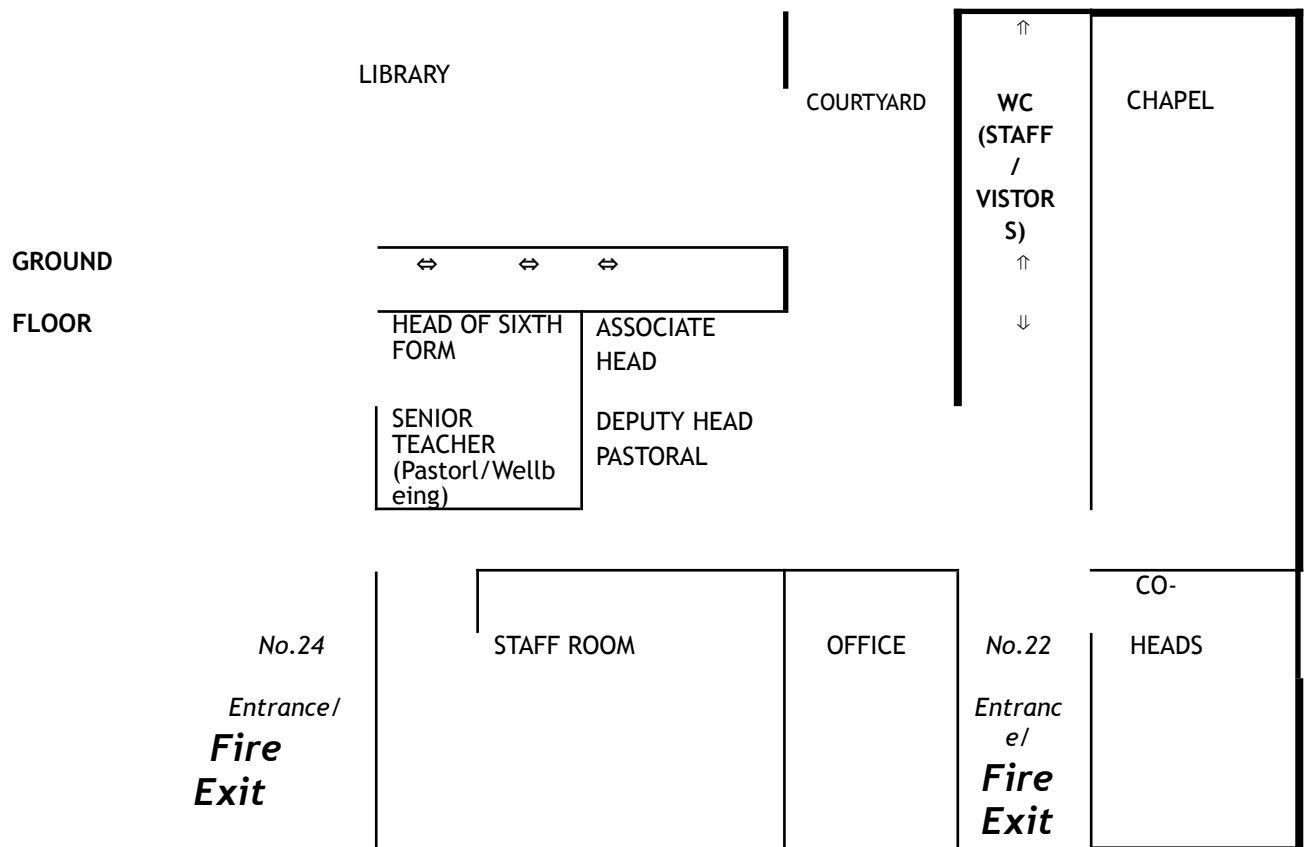 ⇑
LIBRARY
COURTYARD
WC
(STAFF
/
VISTOR
S)
CHAPEL
GROUND
⇔ ⇔ ⇔
⇑
FLOOR
HEAD OF SIXTH
FORM
ASSOCIATE
HEAD
⇓
SENIOR
TEACHER
(Pastorl/Wellb
eing)
DEPUTY HEAD
PASTORAL
CO-
HEADS
No.24
STAFF ROOM
OFFICE
No.22
Entrance/
Fire
Exit
Entranc
e/
Fire
Exit